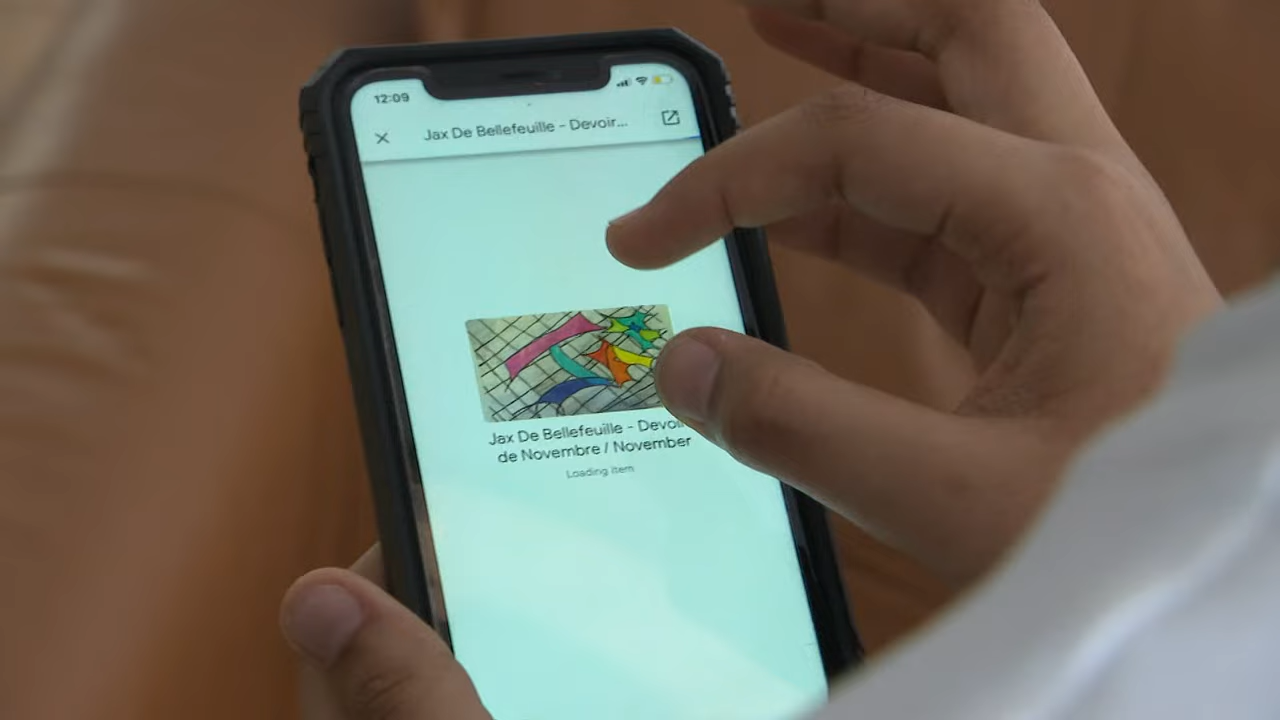 12:09
Jax De Bellefeuille - Devoir...
Jax De Bellefeuille - Devoir
de Novembre / November
Loading item